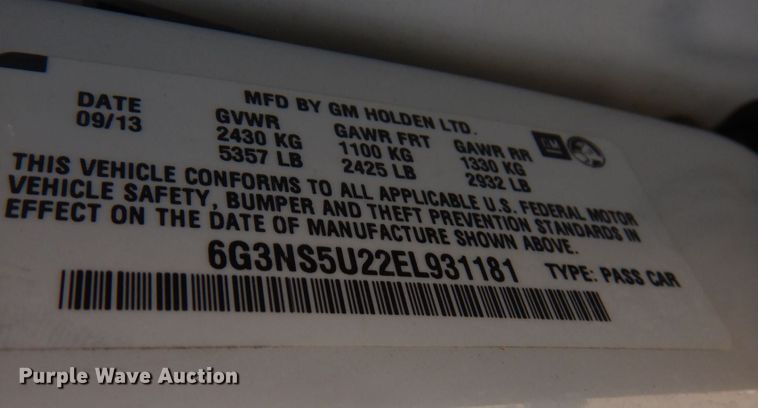 MFD BY GM HOLDEN LTD.
DATE
09/13
GVWR
2430 KG
5357 LB
GAWR FRT
1100 KG
2425 LB
GAWR RR
1330 KG
2932 LB
GM
THIS VEHICLE CONFORMS TO ALL APPLICABLE U.S. FEDERAL MOTOR
VEHICLE SAFETY, BUMPER AND THEFT PREVENTION STANDARDS IN
EFFECT ON THE DATE OF MANUFACTURE SHOWN ABOVE.
6G3NS5U22EL931181 TYPE: PASS CAR
Purple Wave Auction